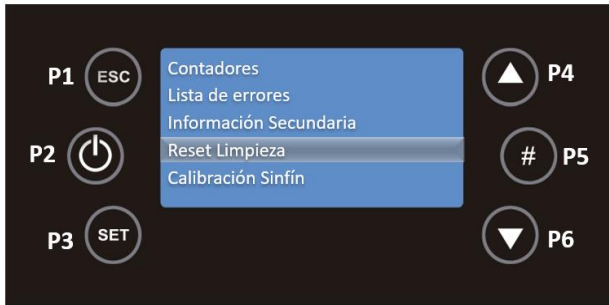 P1 ESC
P2
P3 SET
Contadores
Lista de errores
Información Secundaria
Reset Limpieza
Calibración Sinfín
P4
# P5
P6